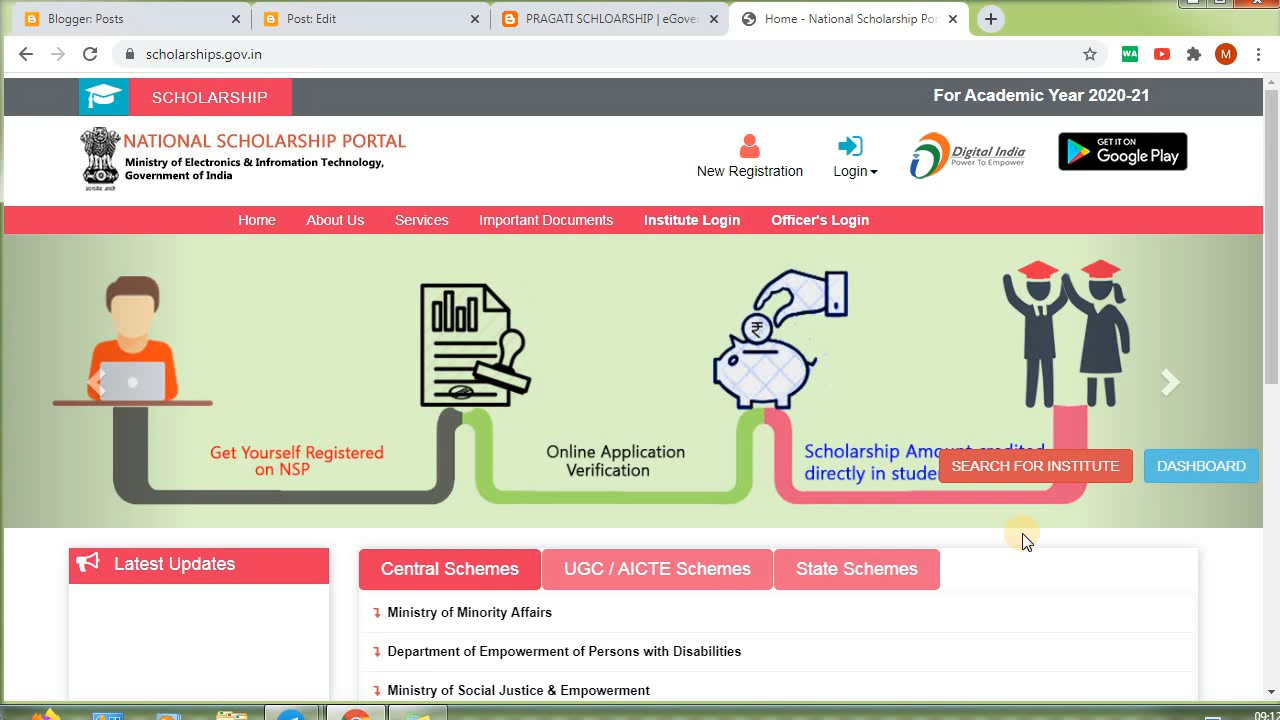 Blogger: Posts
Post: Edit
PRAGATI SCHLOARSHIP | eGover
Home - National Scholarship Por
scholarships.gov.in
WA
M
SCHOLARSHIP
For Academic Year 2020-21
NATIONAL SCHOLARSHIP PORTAL
Ministry of Electronics & Infromation Technology,
Government of India
New Registration
Login
Digital India
Power To Empower
GET IT ON
Google Play
Home
About Us
Services
Important Documents
Institute Login
Officer's Login
₹
Get Yourself Registered
on NSP
Online Application
Verification
Scholarship Amount credited
directly in stude
SEARCH FOR INSTITUTE
DASHBOARD
Latest Updates
Central Schemes
UGC / AICTE Schemes
State Schemes
Ministry of Minority Affairs
Department of Empowerment of Persons with Disabilities
Ministry of Social Justice & Empowerment